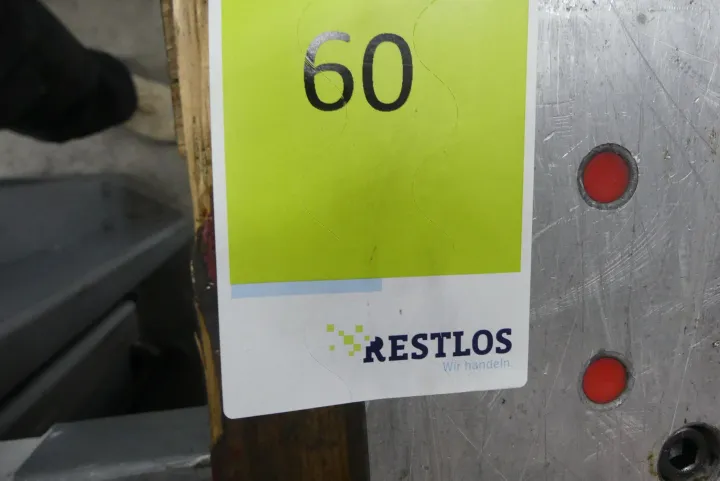 60
RESTLOS
Wir handeln.